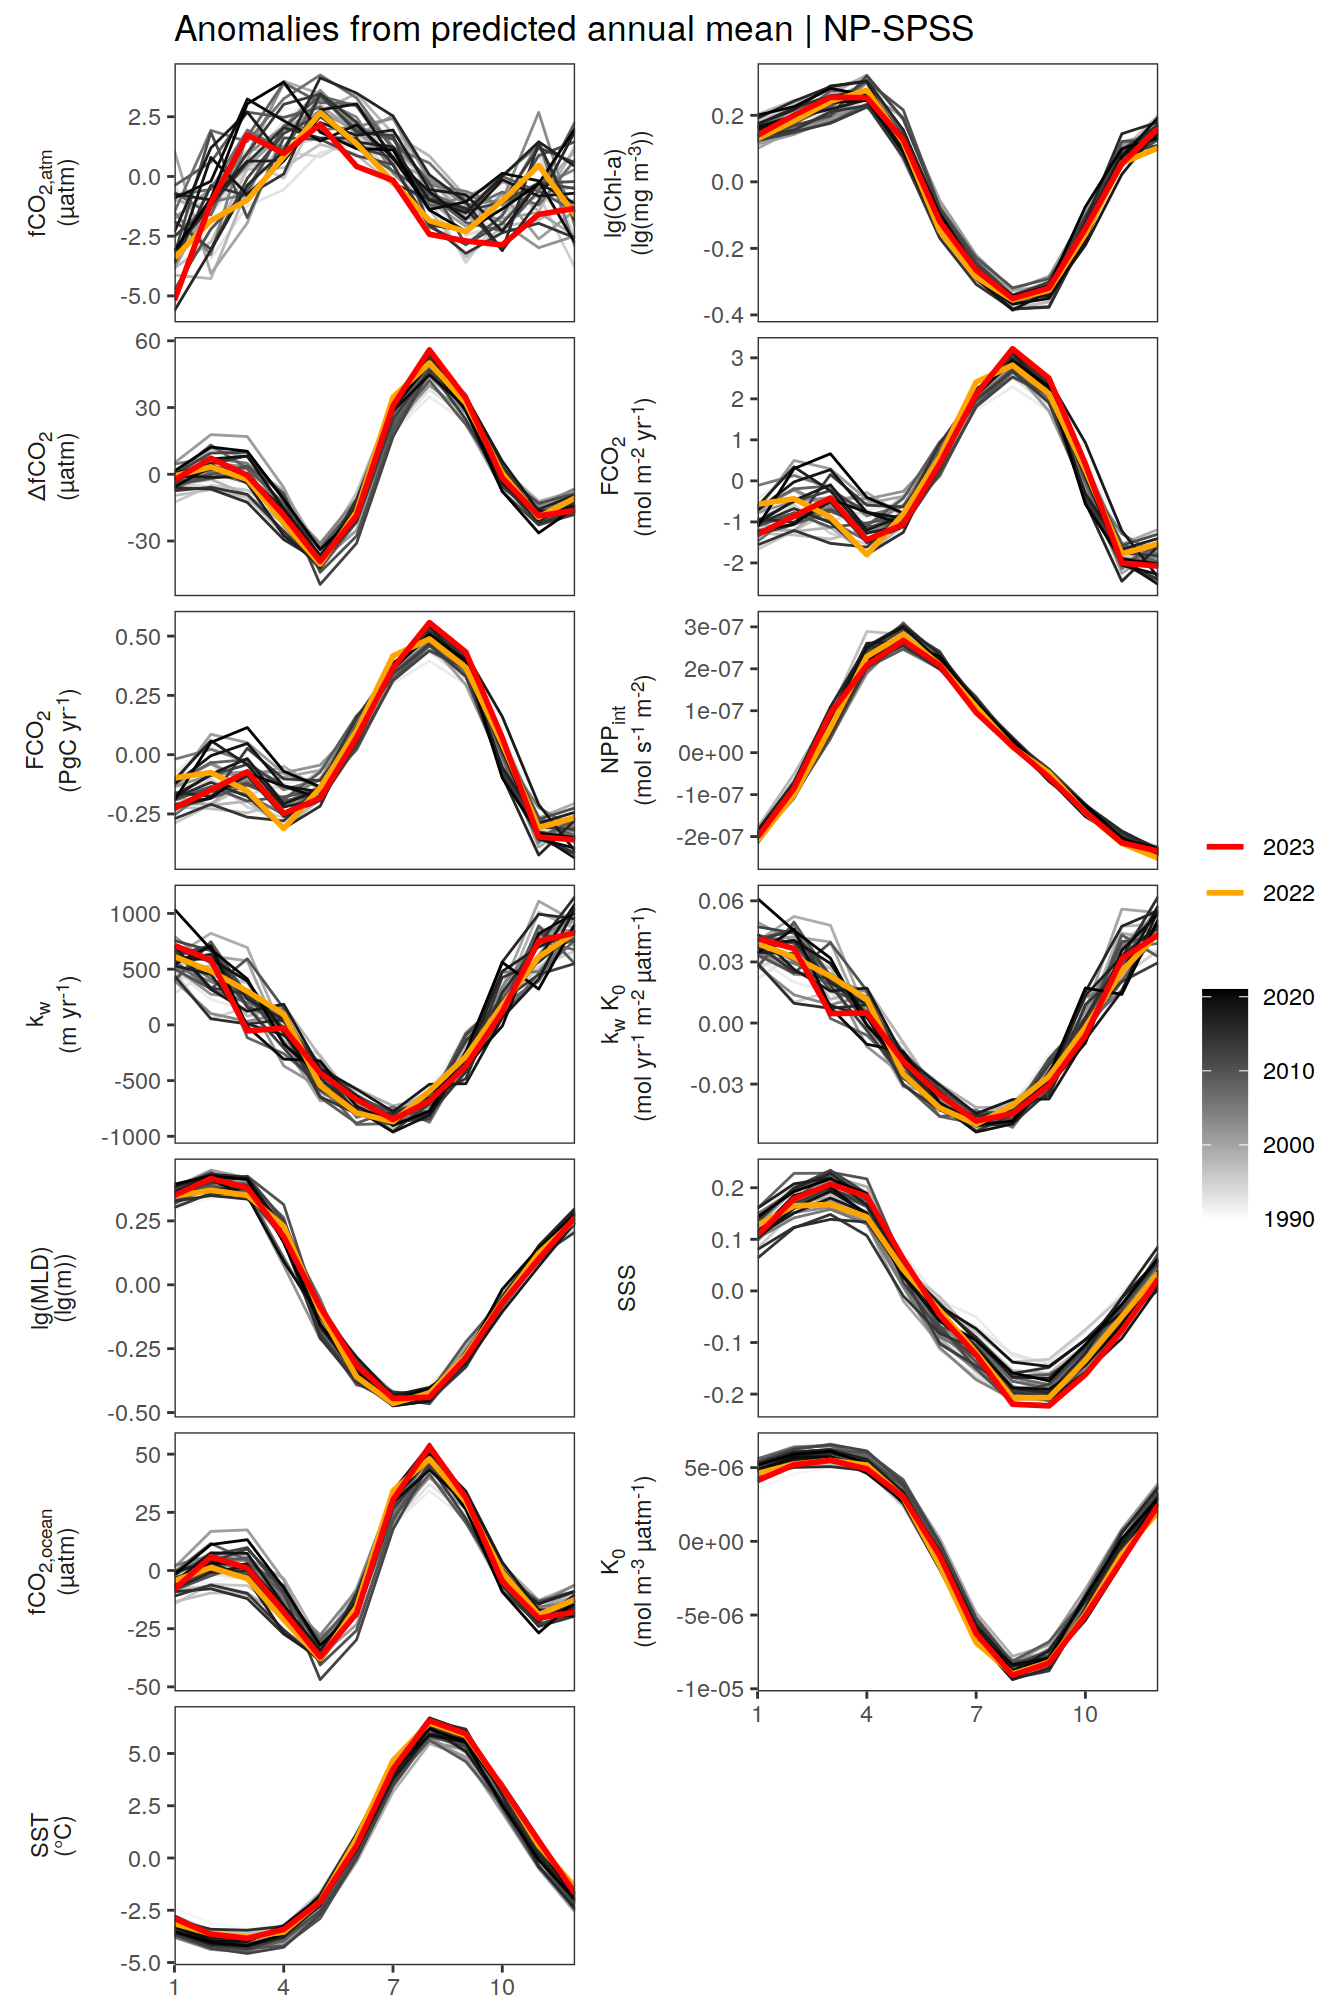 Anomalies from predicted annual mean | NP-SPSS
fCO2,atm
(µatm)
2.5
0.0
-2.5
-5.0
lg(Chl-a)
(lg(mg m-3))
0.2
0.0
-0.2
-0.4
ΔfCO2
(µatm)
60
30
0
-30
FCO2
(mol m-2 yr-1)
3
2
1
0
-1
-2
FCO2
(PgC yr-1)
0.50
0.25
0.00
-0.25
NPPint
(mol s-1 m-2)
3e-07
2e-07
1e-07
0e+00
-1e-07
-2e-07
kw
(m yr-1)
1000
500
0
-500
-1000
kw K0
(mol yr-1 m-2 µatm-1)
0.06
0.03
0.00
-0.03
lg(MLD)
(lg(m))
0.25
0.00
-0.25
-0.50
SSS
0.2
0.1
0.0
-0.1
-0.2
fCO2,ocean
(µatm)
50
25
0
-25
-50
K0
(mol m-3 µatm-1)
5e-06
0e+00
-5e-06
-1e-05
1 4 7 10
SST
(°C)
5.0
2.5
0.0
-2.5
-5.0
1 4 7 10
2023
2022
2020
2010
2000
1990